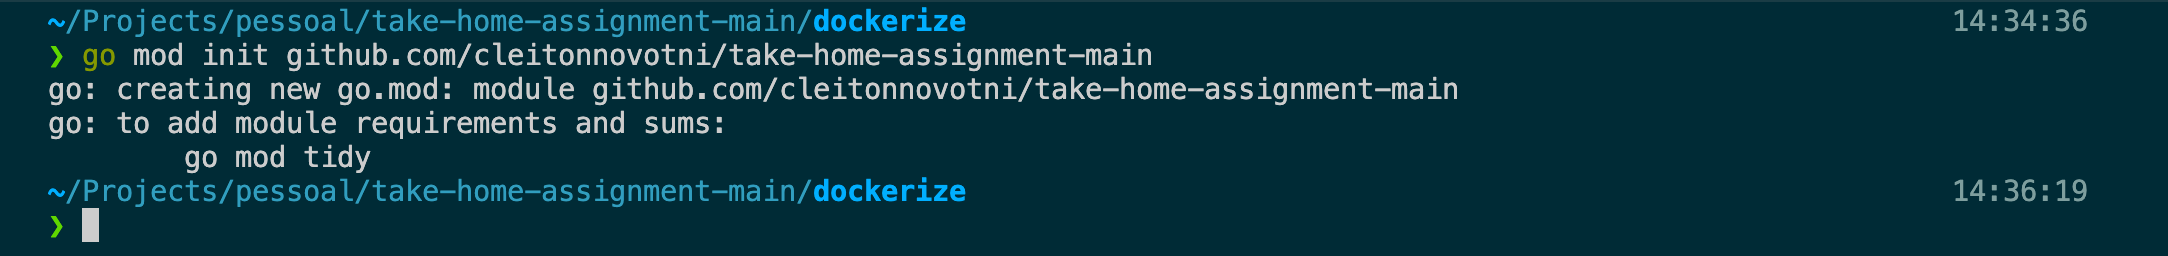 ~/Projects/pessoal/take-home-assignment-main/dockerize 14:34:36
❯ go mod init github.com/cleitonnovotni/take-home-assignment-main
go: creating new go.mod: module github.com/cleitonnovotni/take-home-assignment-main
go: to add module requirements and sums:
        go mod tidy
~/Projects/pessoal/take-home-assignment-main/dockerize 14:36:19
❯